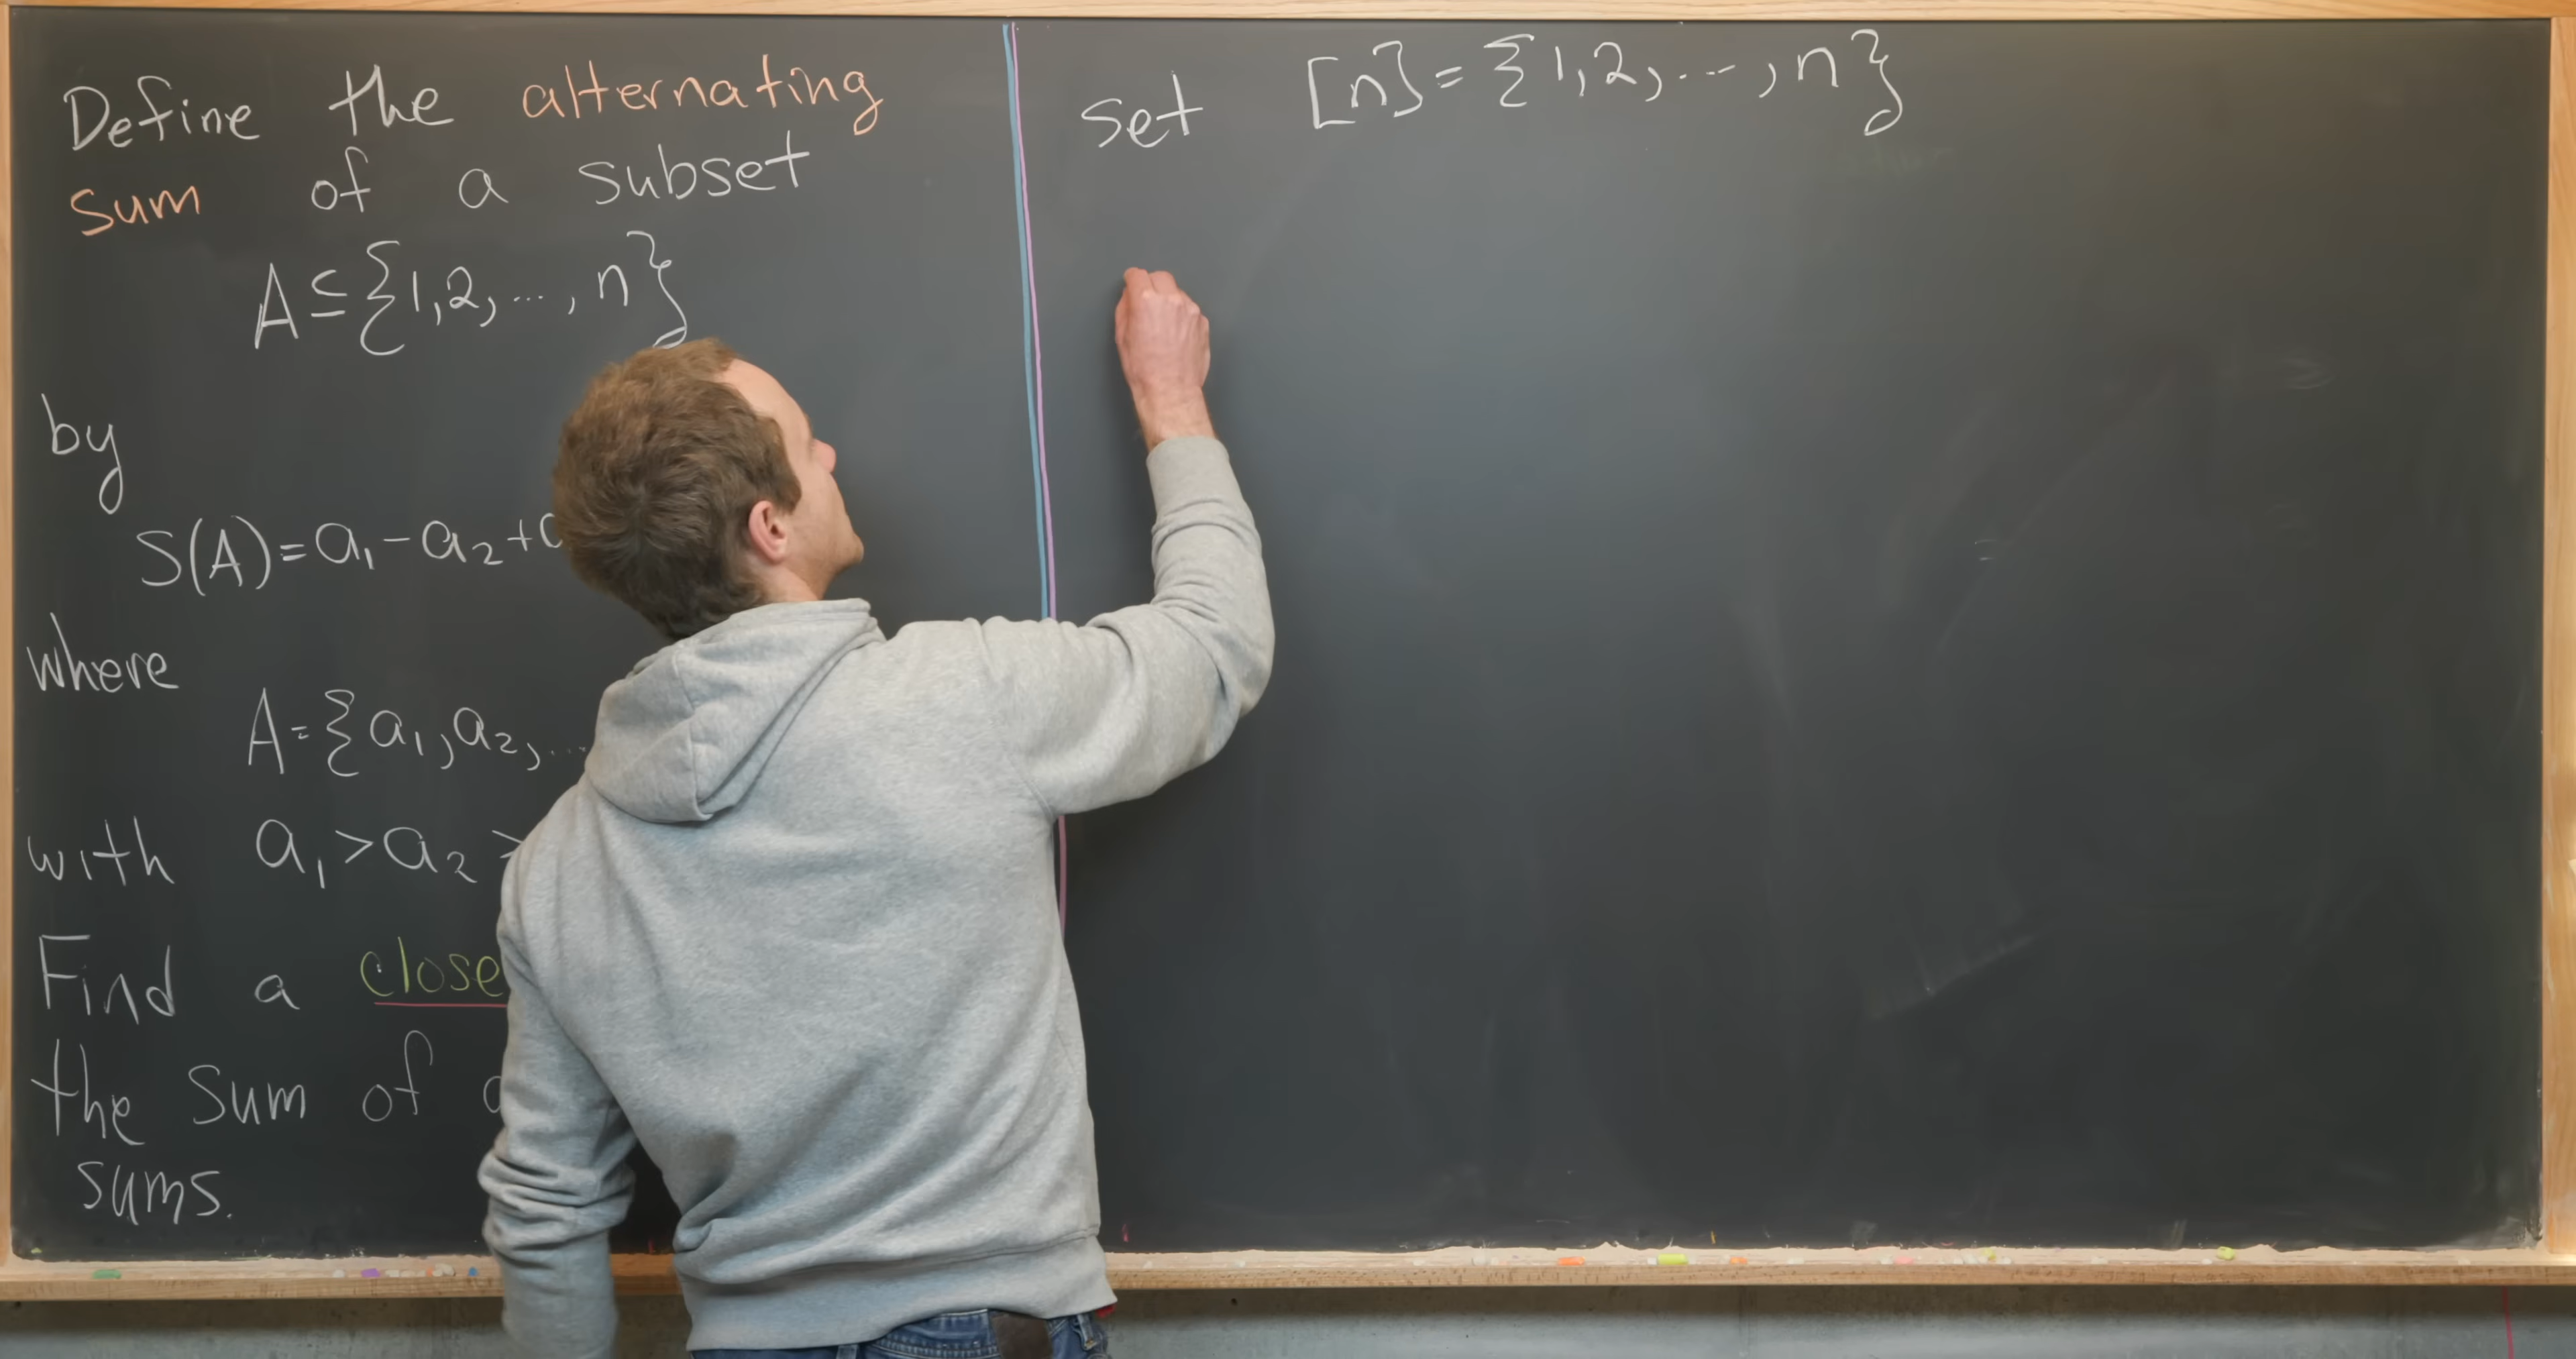 Define the alternating
sum of a subset
A⊆{1,2,...,n}
by
S(A)=a₁-a₂+
where
A={a₁,a₂,...
with a₁>a₂>
Find a close
the sum of
sums.
set [n]={1,2,...,n}